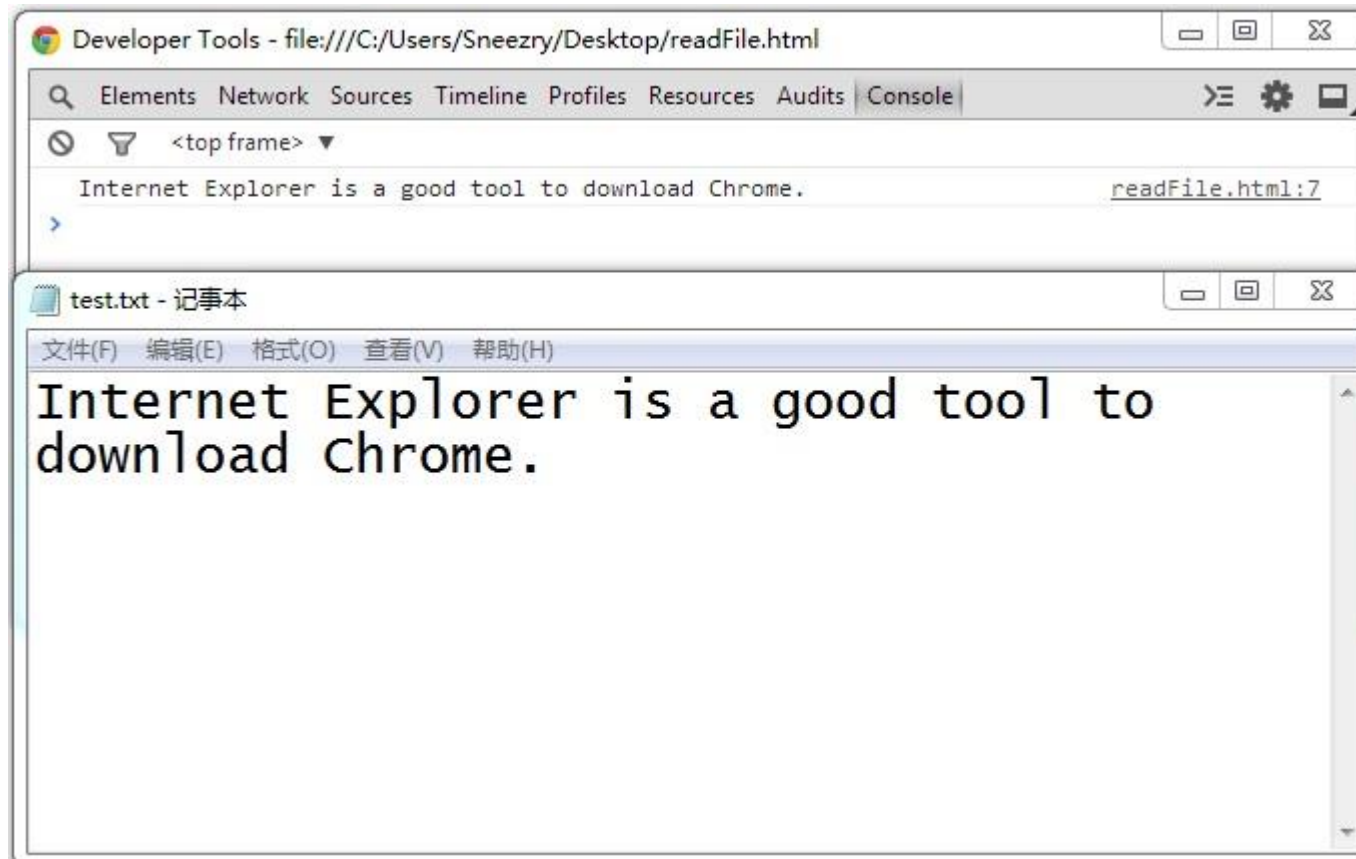 Developer Tools - file:///C:/Users/Sneezry/Desktop/readFile.html
Elements Network Sources Timeline Profiles Resources Audits Console
<top frame> ▼
Internet Explorer is a good tool to download Chrome. readFile.html:7
>
test.txt - 记事本
文件(F) 编辑(E) 格式(O) 查看(V) 帮助(H)
Internet Explorer is a good tool to
download Chrome.